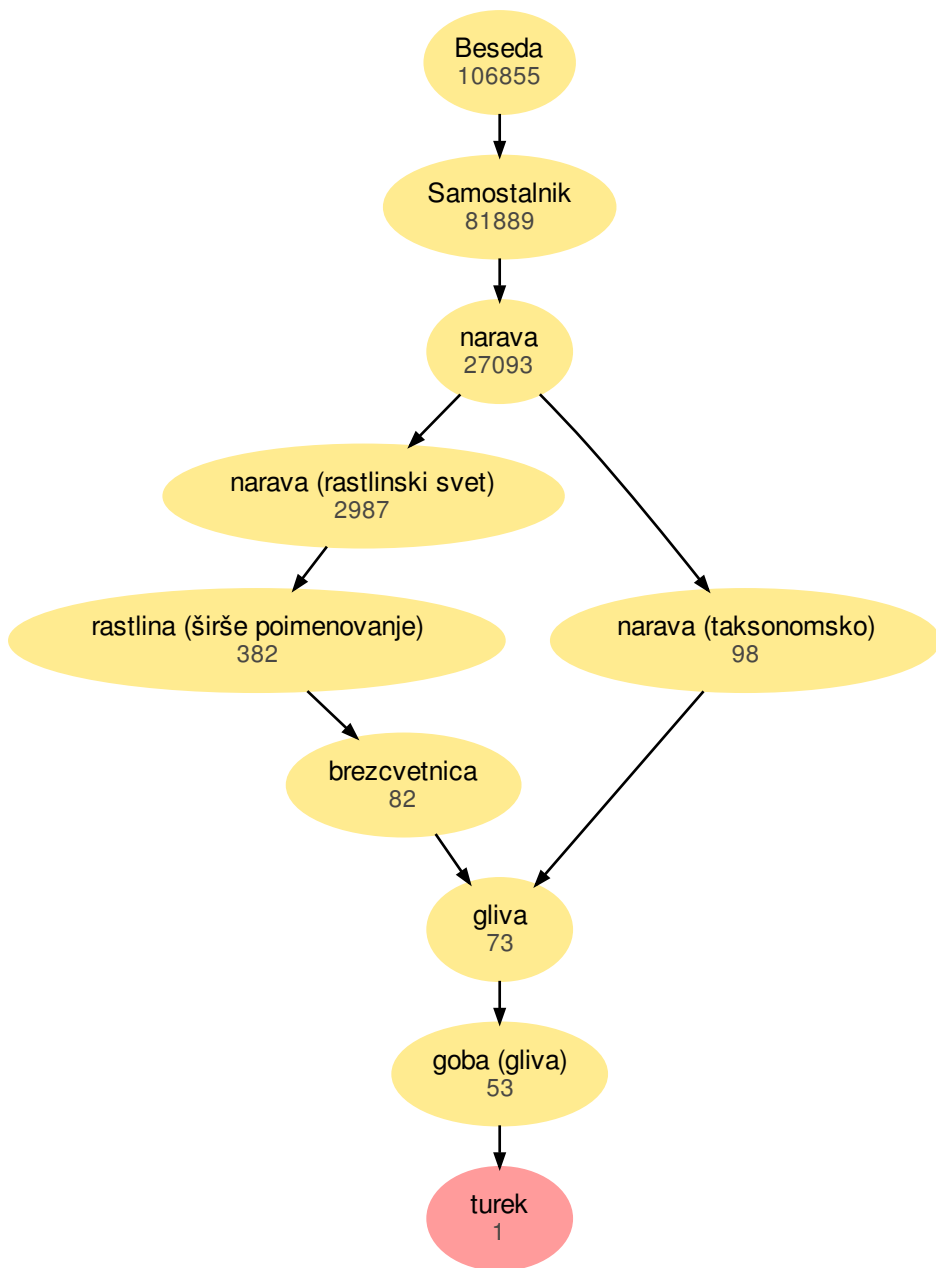 Beseda
106855
Samostalnik
81889
narava
27093
narava (rastlinski svet)
2987
rastlina (širše poimenovanje)
382
narava (taksonomsko)
98
brezcvetnica
82
gliva
73
goba (gliva)
53
turek
1